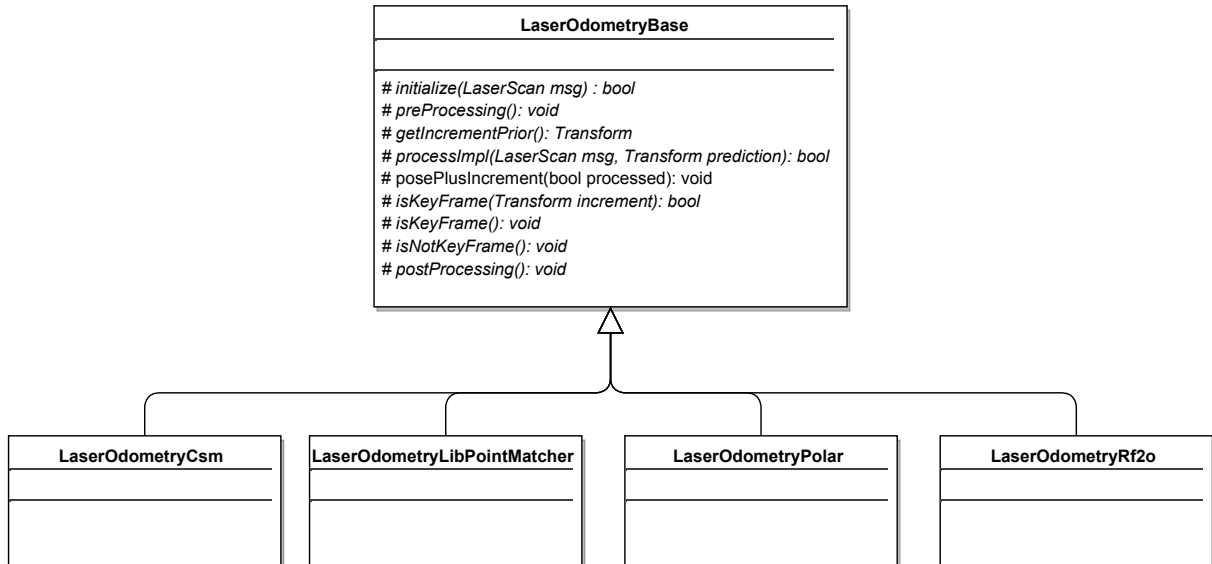 LaserOdometryBase
# initialize(LaserScan msg) : bool
# preProcessing(): void
# getIncrementPrior(): Transform
# processImpl(LaserScan msg, Transform prediction): bool
# posePlusIncrement(bool processed): void
# isKeyFrame(Transform increment): bool
# isKeyFrame(): void
# isNotKeyFrame(): void
# postProcessing(): void
LaserOdometryCsm
LaserOdometryLibPointMatcher
LaserOdometryPolar
LaserOdometryRf2o